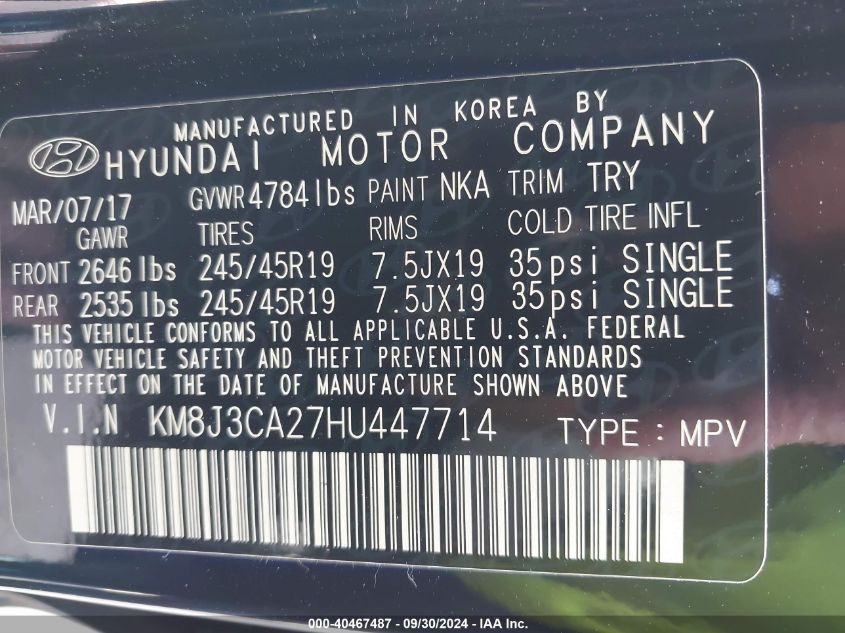 MANUFACTURED IN KOREA BY
HYUNDAI MOTOR COMPANY
MAR/07/17 GVWR 4784 lbs PAINT NKA TRIM TRY
GAWR TIRES RIMS COLD TIRE INFL
FRONT 2646 lbs 245/45R19 7.5JX19 35psi SINGLE
REAR 2535 lbs 245/45R19 7.5JX19 35psi SINGLE
THIS VEHICLE CONFORMS TO ALL APPLICABLE U.S.A. FEDERAL
MOTOR VEHICLE SAFETY AND THEFT PREVENTION STANDARDS
IN EFFECT ON THE DATE OF MANUFACTURE SHOWN ABOVE
V.I.N KM8J3CA27HU447714 TYPE : MPV
000-40467487 - 09/30/2024 - IAA Inc.